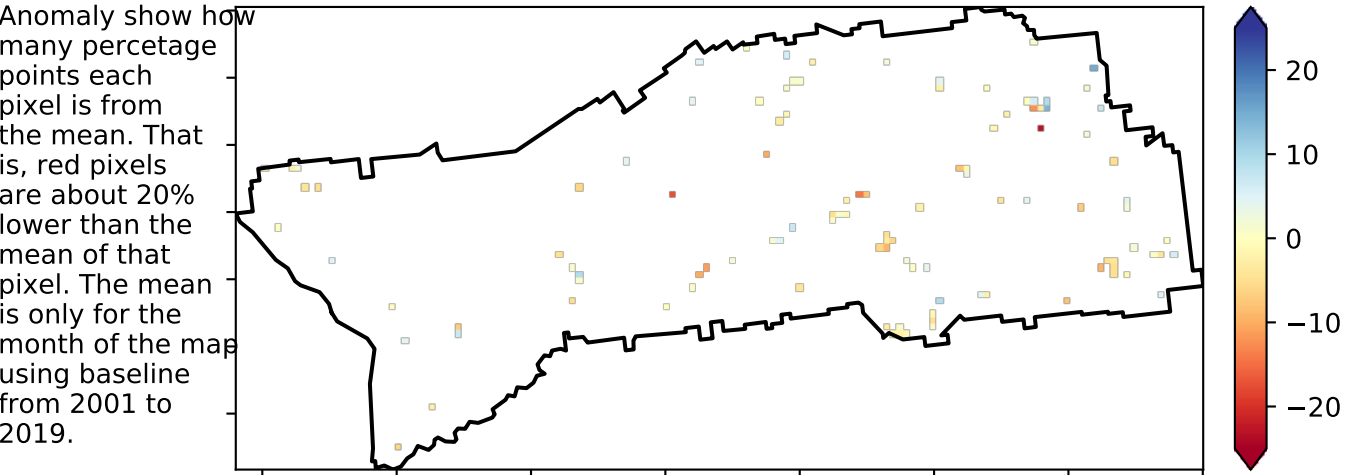 Anomaly show how
many percetage
points each
pixel is from
the mean. That
is, red pixels
are about 20%
lower than the
mean of that
pixel. The mean
is only for the
month of the map
using baseline
from 2001 to
2019.
20
10
0
−10
−20